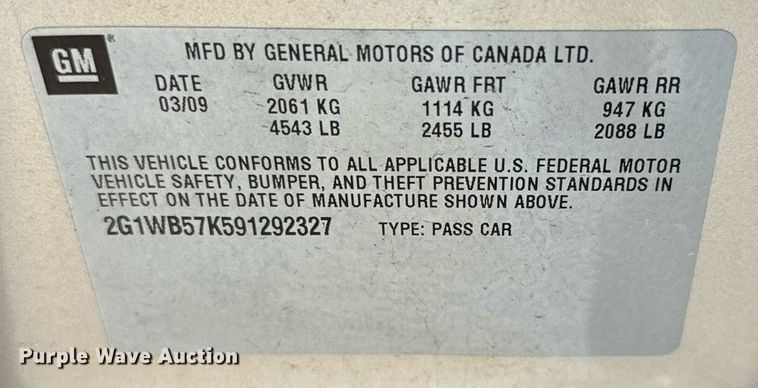 GM®
MFD BY GENERAL MOTORS OF CANADA LTD.
DATE GVWR GAWR FRT GAWR RR
03/09 2061 KG 1114 KG 947 KG
4543 LB 2455 LB 2088 LB
THIS VEHICLE CONFORMS TO ALL APPLICABLE U.S. FEDERAL MOTOR
VEHICLE SAFETY, BUMPER, AND THEFT PREVENTION STANDARDS IN
EFFECT ON THE DATE OF MANUFACTURE SHOWN ABOVE.
2G1WB57K591292327 TYPE: PASS CAR
Purple Wave Auction